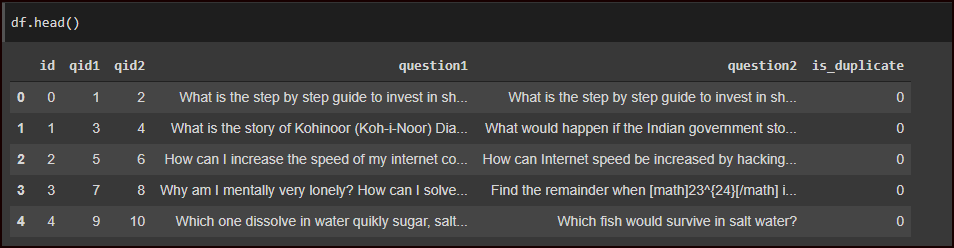 df.head()
id qid1 qid2 question1 question2 is_duplicate
0 0 1 2 What is the step by step guide to invest in sh... What is the step by step guide to invest in sh... 0
1 1 3 4 What is the story of Kohinoor (Koh-i-Noor) Dia... What would happen if the Indian government sto... 0
2 2 5 6 How can I increase the speed of my internet co... How can Internet speed be increased by hacking... 0
3 3 7 8 Why am I mentally very lonely? How can I solve... Find the remainder when [math]23^{24}[/math] i... 0
4 4 9 10 Which one dissolve in water quikly sugar, salt... Which fish would survive in salt water? 0